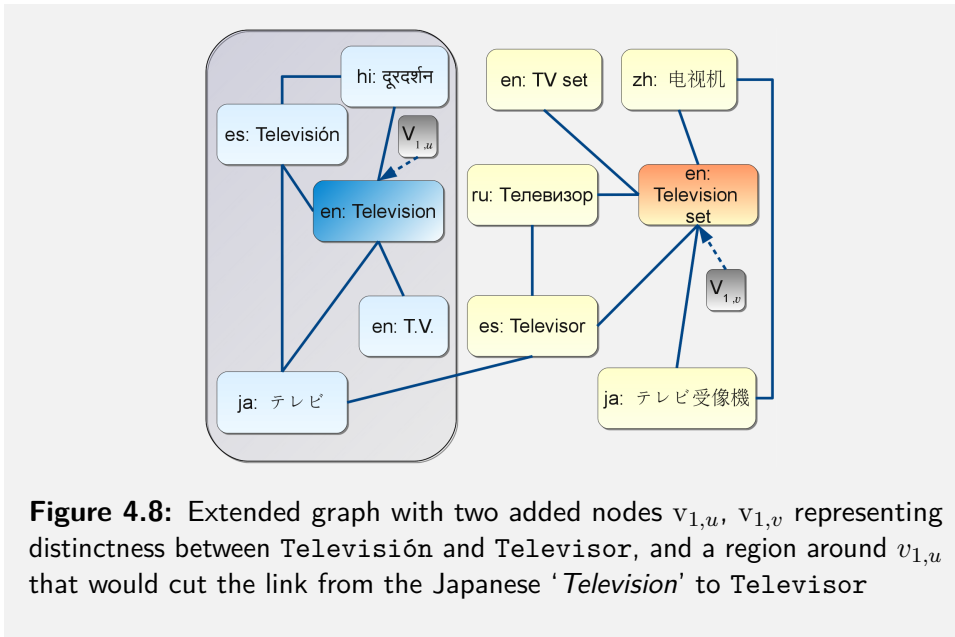 hi: दूरदर्शन
en: TV set
zh: 电视机
es: Televisión
V1,u
en: Television
ru: Телевизор
en:
Television
set
V1,v
en: T.V.
es: Televisor
ja: テレビ
ja: テレビ受像機
Figure 4.8: Extended graph with two added nodes v1,u, v1,v representing
distinctness between Televisión and Televisor, and a region around v1,u
that would cut the link from the Japanese ‘Television’ to Televisor